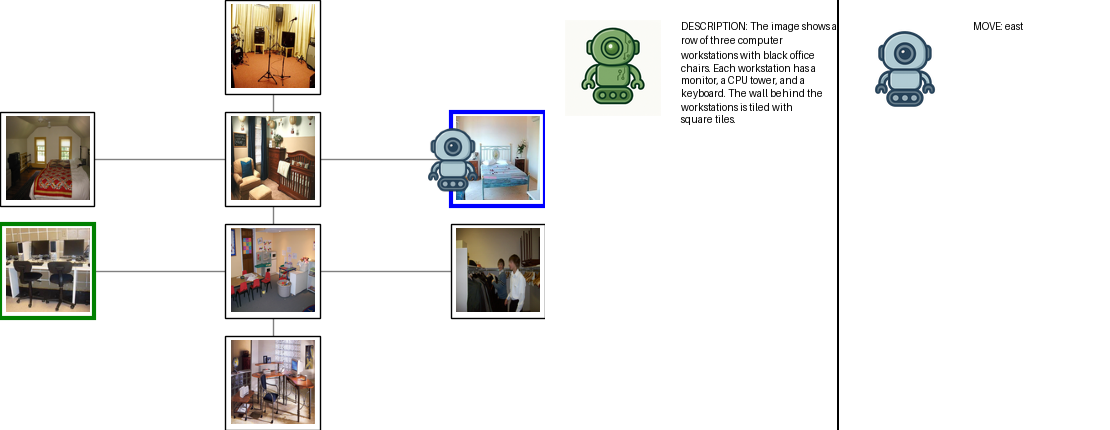 DESCRIPTION: The image shows a
row of three computer
workstations with black office
chairs. Each workstation has a
monitor, a CPU tower, and a
keyboard. The wall behind the
workstations is tiled with
square tiles.
MOVE: east